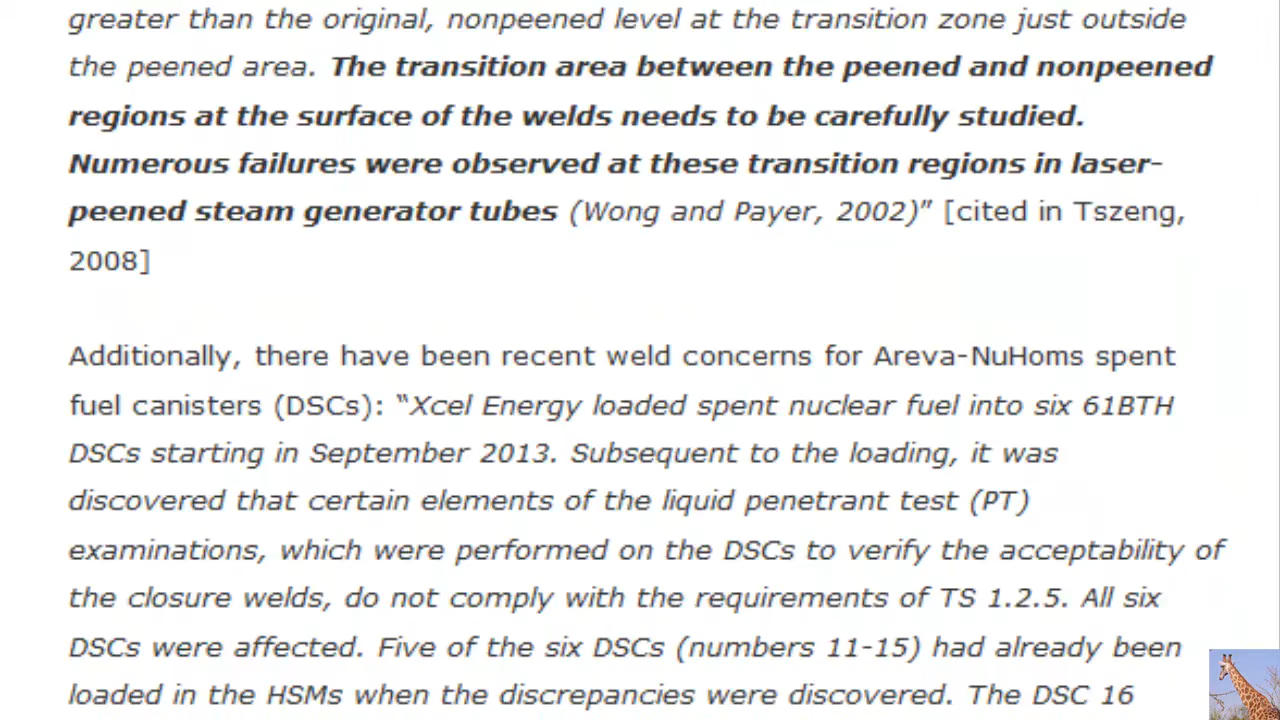 greater than the original, nonpeened level at the transition zone just outside
the peened area. The transition area between the peened and nonpeened
regions at the surface of the welds needs to be carefully studied.
Numerous failures were observed at these transition regions in laser-
peened steam generator tubes (Wong and Payer, 2002)” [cited in Tszeng,
2008]
Additionally, there have been recent weld concerns for Areva-NuHoms spent
fuel canisters (DSCs): “Xcel Energy loaded spent nuclear fuel into six 61BTH
DSCs starting in September 2013. Subsequent to the loading, it was
discovered that certain elements of the liquid penetrant test (PT)
examinations, which were performed on the DSCs to verify the acceptability of
the closure welds, do not comply with the requirements of TS 1.2.5. All six
DSCs were affected. Five of the six DSCs (numbers 11-15) had already been
loaded in the HSMs when the discrepancies were discovered. The DSC 16